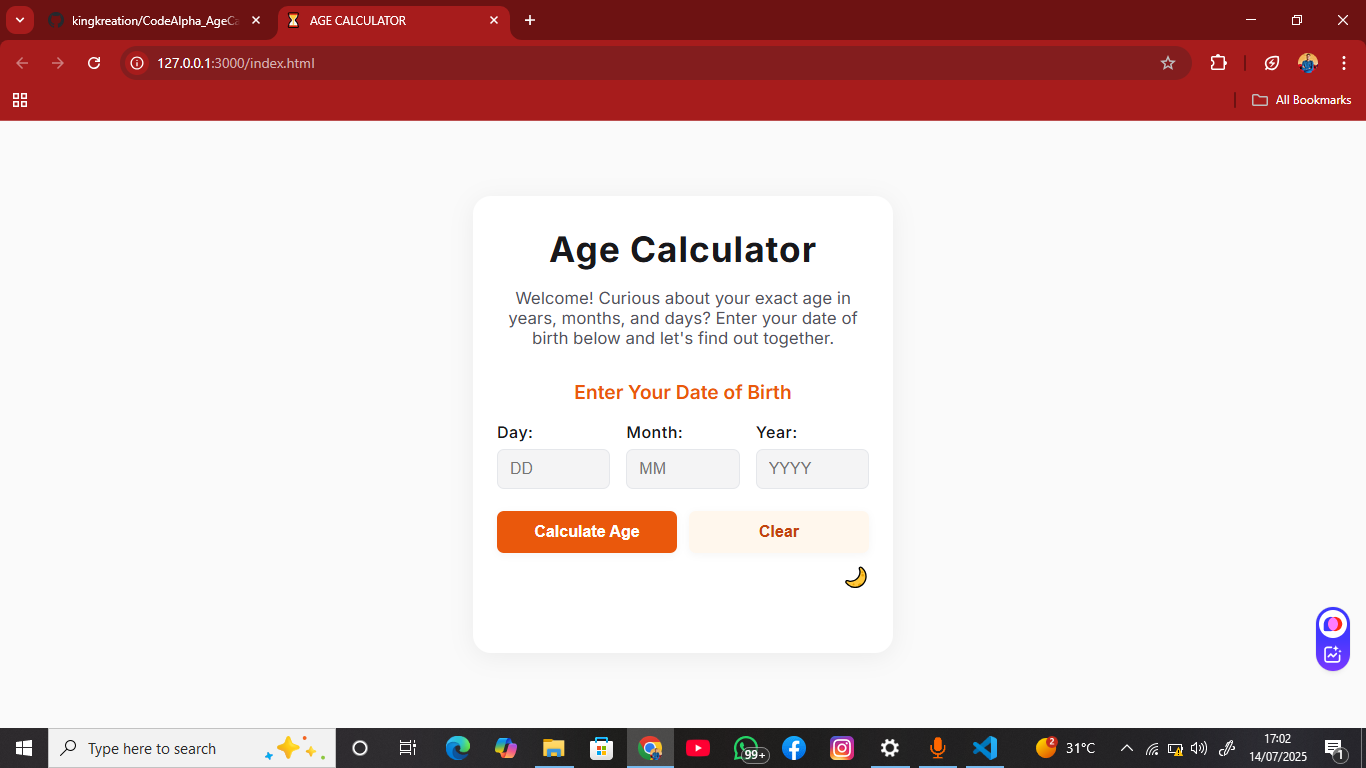 kingkreation/CodeAlpha_AgeCa
AGE CALCULATOR
127.0.0.1:3000/index.html
All Bookmarks
Age Calculator
Welcome! Curious about your exact age in
years, months, and days? Enter your date of
birth below and let's find out together.
Enter Your Date of Birth
Day: Month: Year:
DD MM YYYY
Calculate Age Clear
Type here to search
99+
2
31°C
17:02
14/07/2025
1